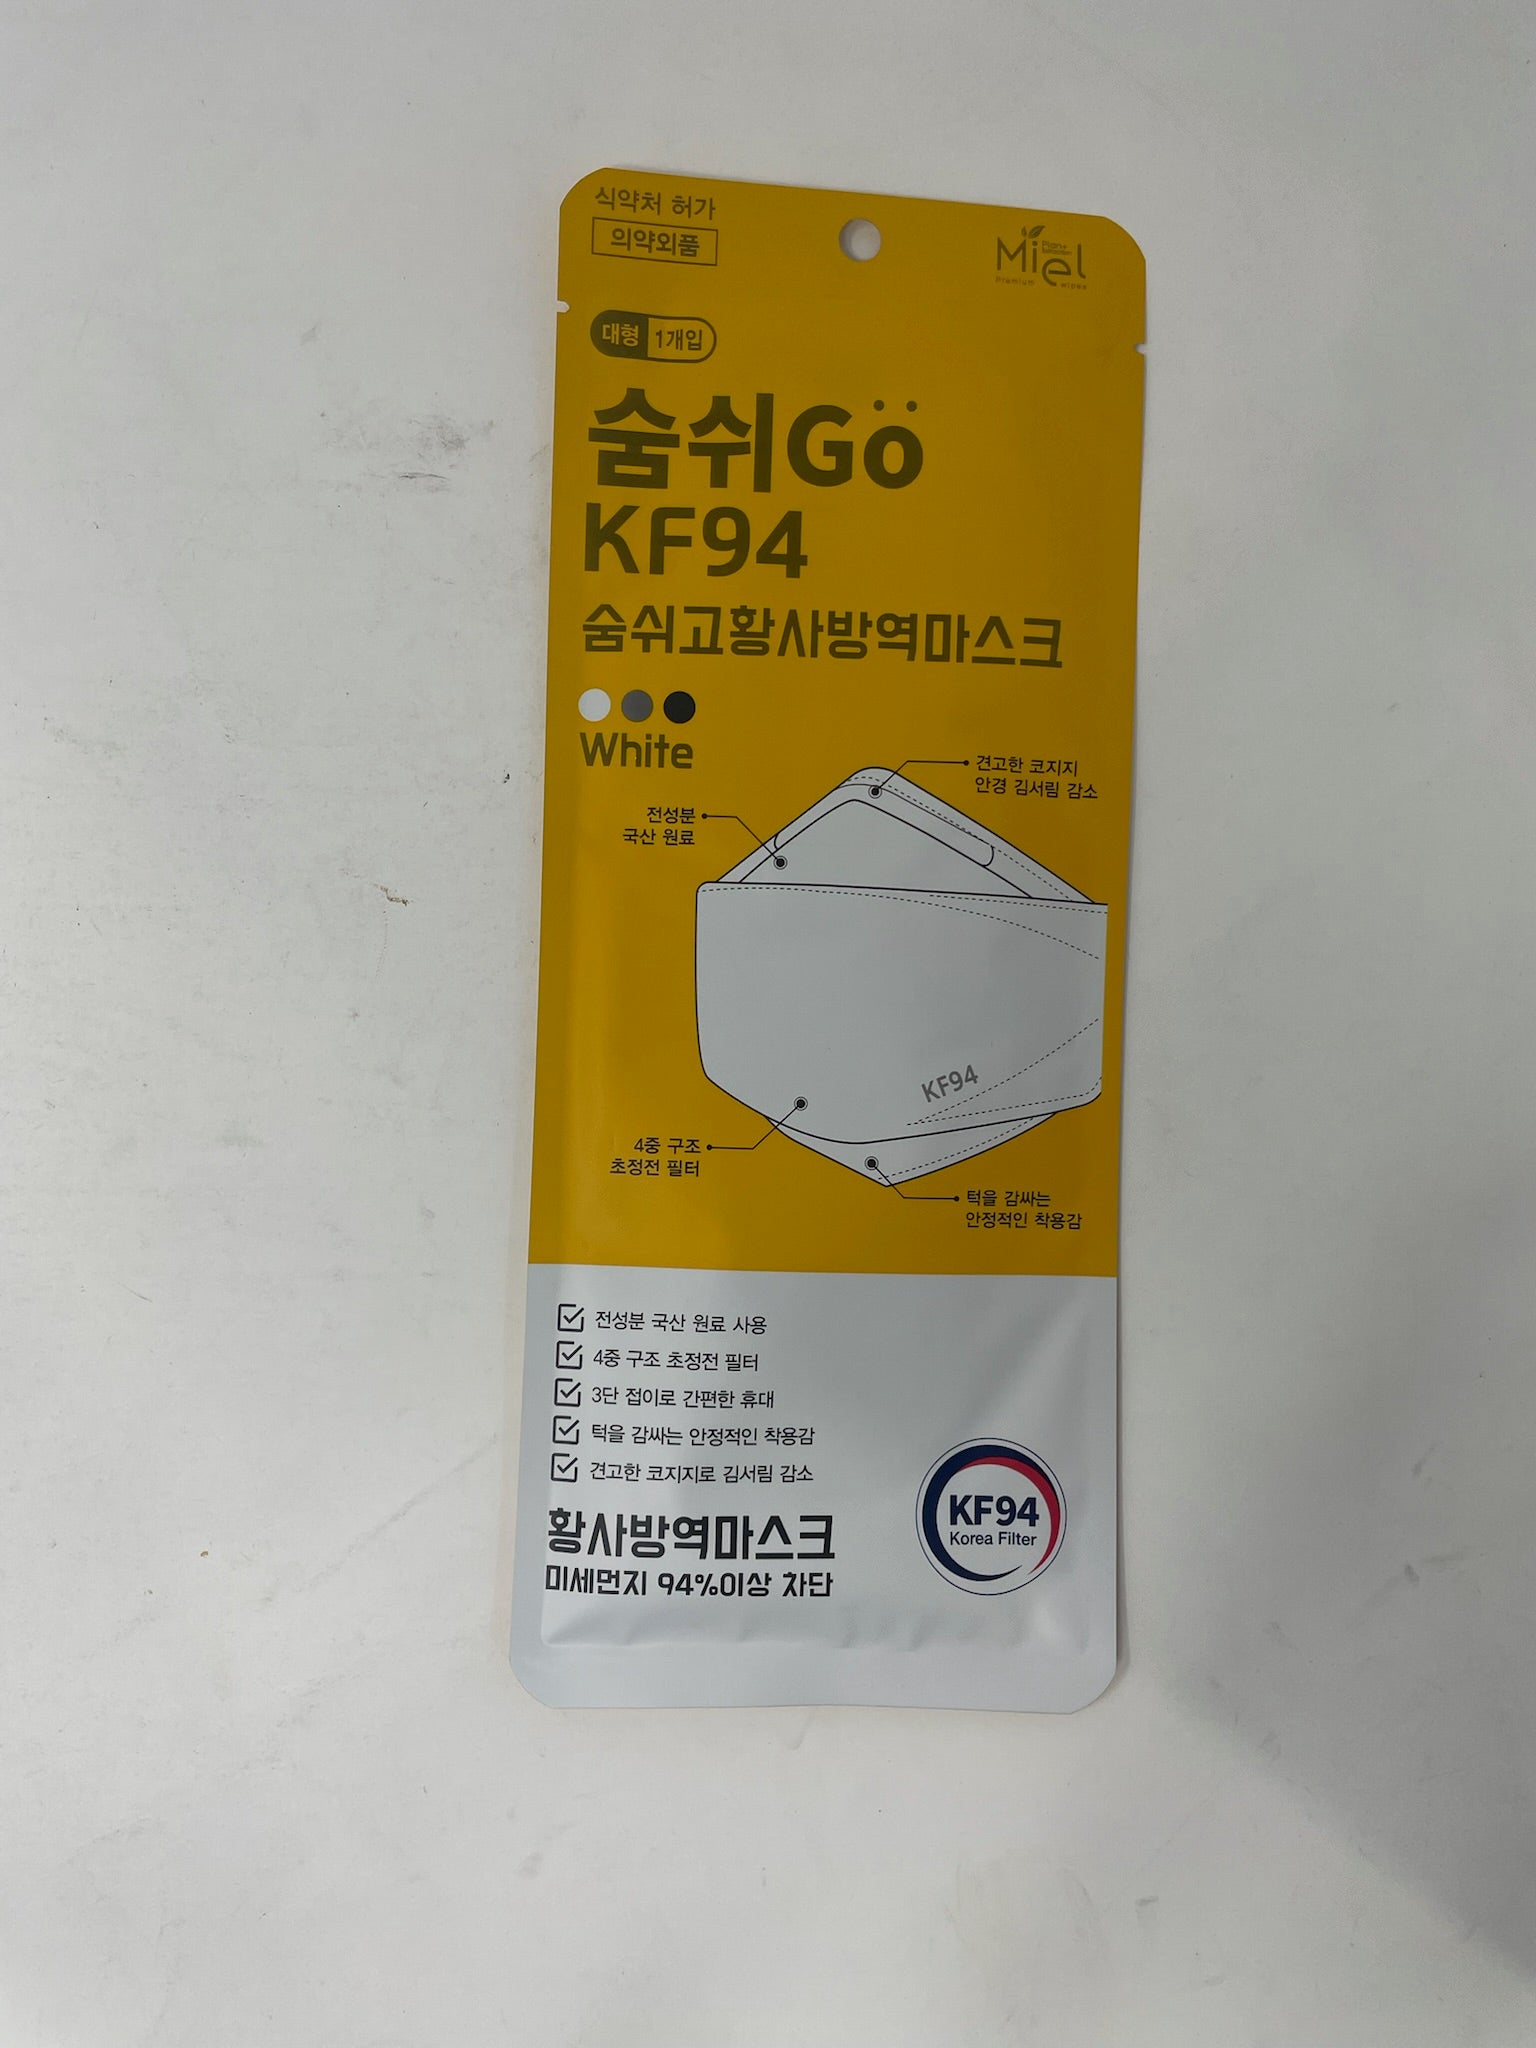 식약처 허가
의약외품
Miel
Premium
wipes
대형 1개입
숨쉬Gö
KF94
숨쉬고황사방역마스크
White
견고한 코지지
안경 김서림 감소
전성분
국산 원료
KF94
4중 구조
초정전 필터
턱을 감싸는
안정적인 착용감
전성분 국산 원료 사용
4중 구조 초정전 필터
3단 접이로 간편한 휴대
턱을 감싸는 안정적인 착용감
견고한 코지지로 김서림 감소
황사방역마스크
미세먼지 94%이상 차단
KF94
Korea Filter